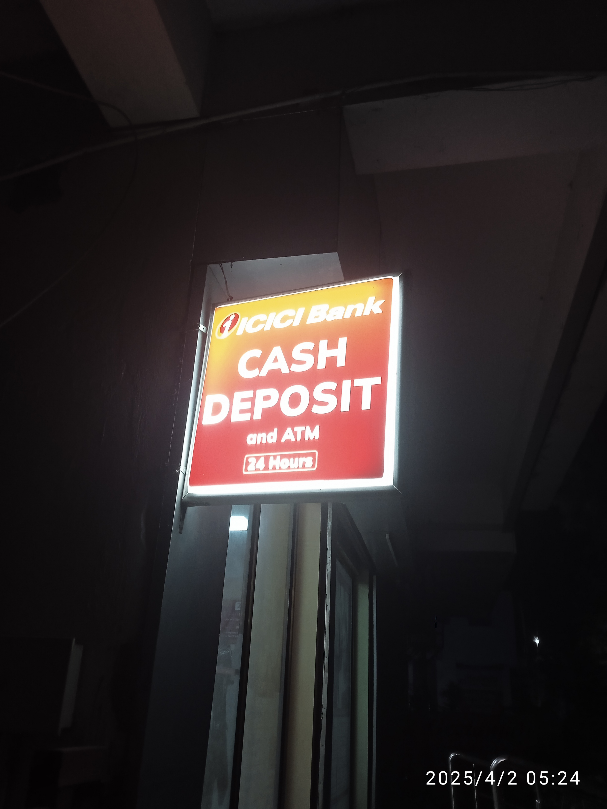 i ICICI Bank
CASH
DEPOSIT
and ATM
24 Hours
2025/4/2 05:24